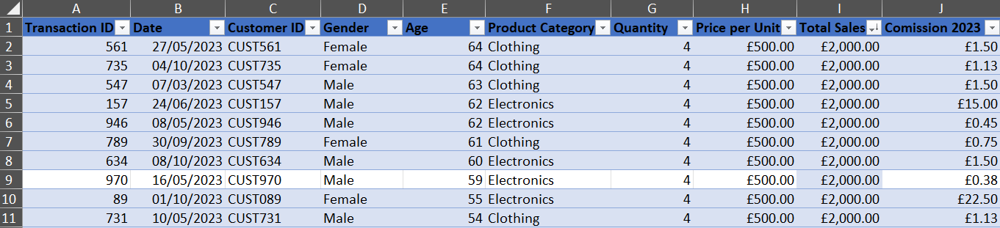 A B C D E F G H I J
1 Transaction ID Date Customer ID Gender Age Product Category Quantity Price per Unit Total Sales Comission 2023
2 561 27/05/2023 CUST561 Female 64 Clothing 4 £500.00 £2,000.00 £1.50
3 735 04/10/2023 CUST735 Female 64 Clothing 4 £500.00 £2,000.00 £1.13
4 547 07/03/2023 CUST547 Male 63 Clothing 4 £500.00 £2,000.00 £1.50
5 157 24/06/2023 CUST157 Male 62 Electronics 4 £500.00 £2,000.00 £15.00
6 946 08/05/2023 CUST946 Male 62 Electronics 4 £500.00 £2,000.00 £0.45
7 789 30/09/2023 CUST789 Female 61 Clothing 4 £500.00 £2,000.00 £0.75
8 634 08/10/2023 CUST634 Male 60 Electronics 4 £500.00 £2,000.00 £1.50
9 970 16/05/2023 CUST970 Male 59 Electronics 4 £500.00 £2,000.00 £0.38
10 89 01/10/2023 CUST089 Female 55 Electronics 4 £500.00 £2,000.00 £22.50
11 731 10/05/2023 CUST731 Male 54 Clothing 4 £500.00 £2,000.00 £1.13